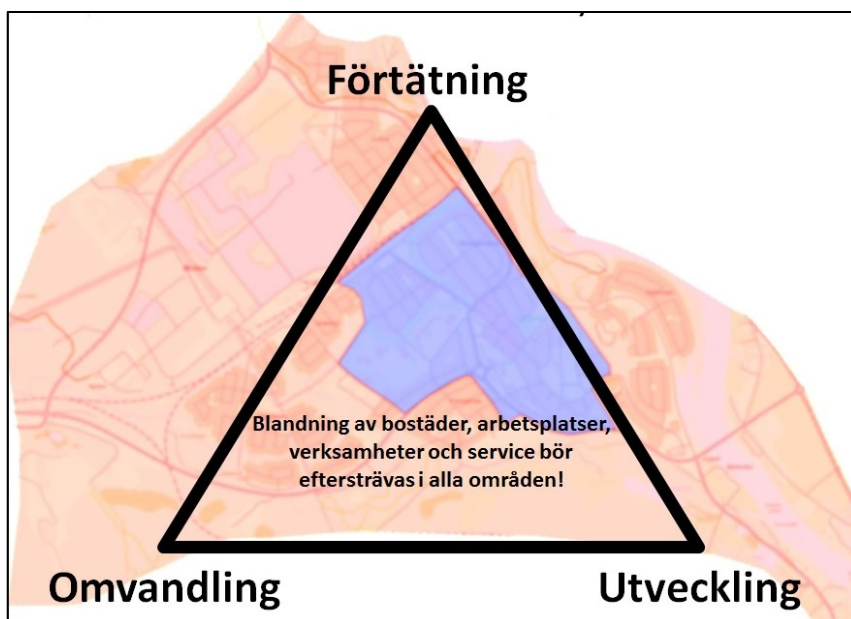 Förtätning
Blandning av bostäder, arbetsplatser,
verksamheter och service bör
eftersträvas i alla områden!
Omvandling
Utveckling